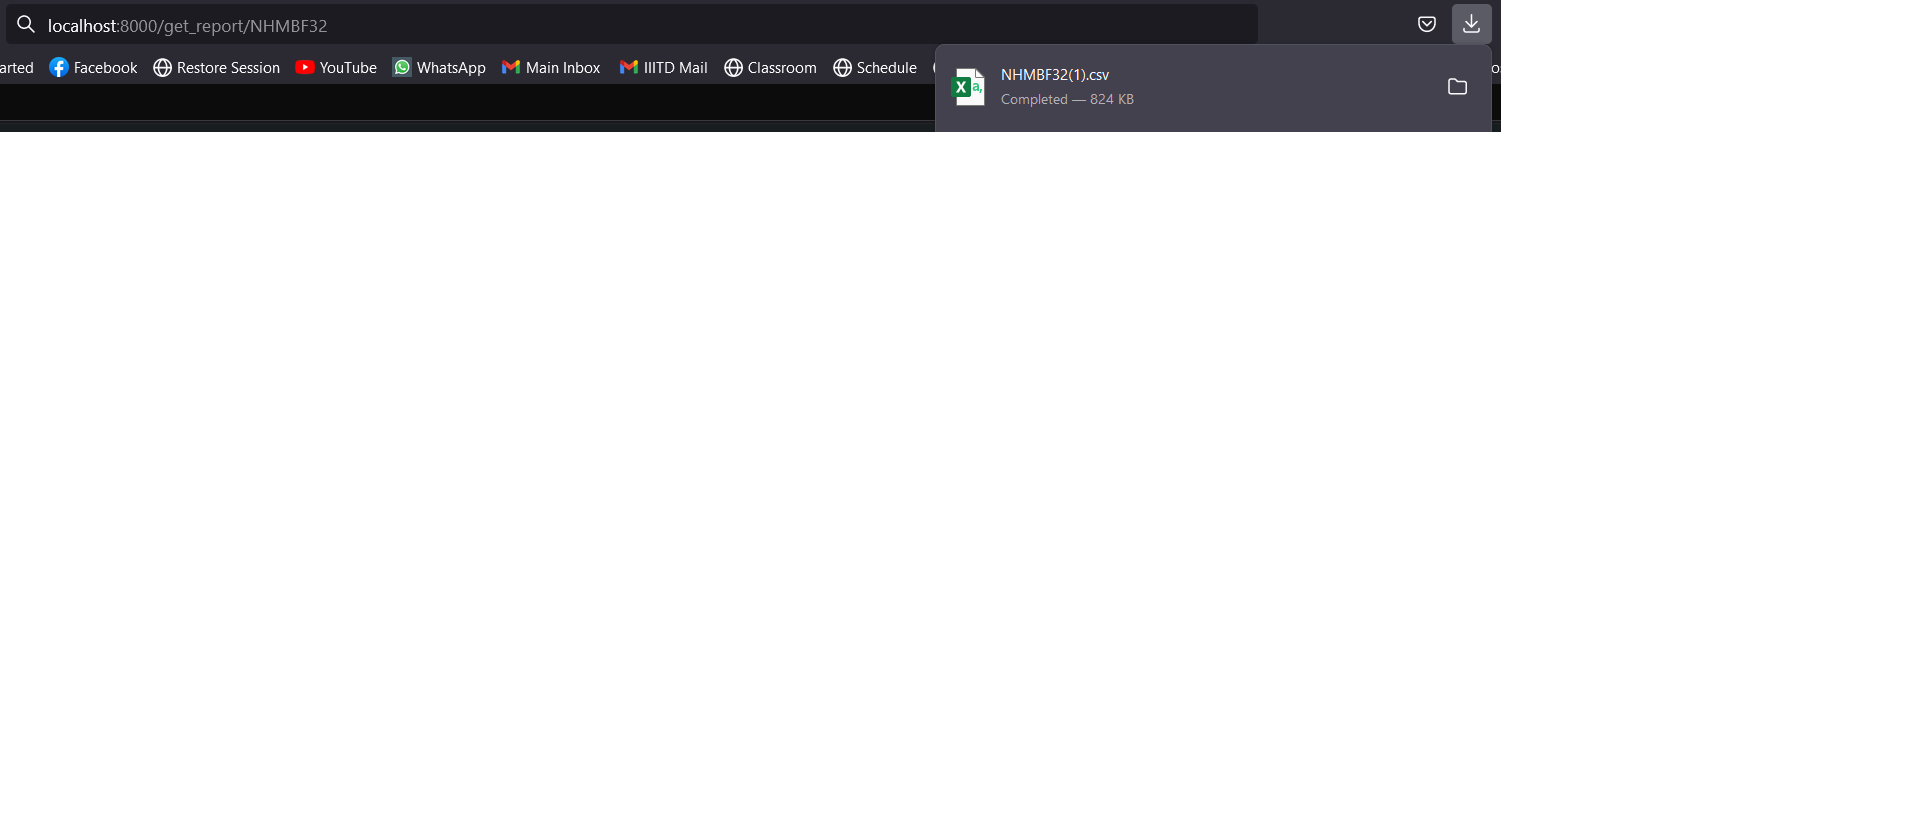 localhost:8000/get_report/NHMBF32
arted Facebook Restore Session YouTube WhatsApp Main Inbox IIITD Mail Classroom Schedule
NHMBF32(1).csv
Completed — 824 KB